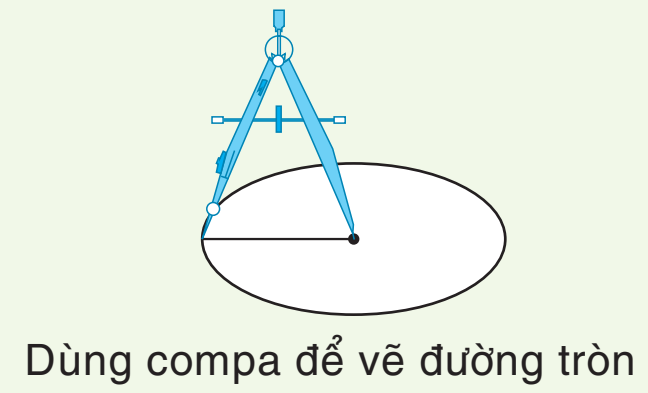 Dùng compa để vẽ đường tròn